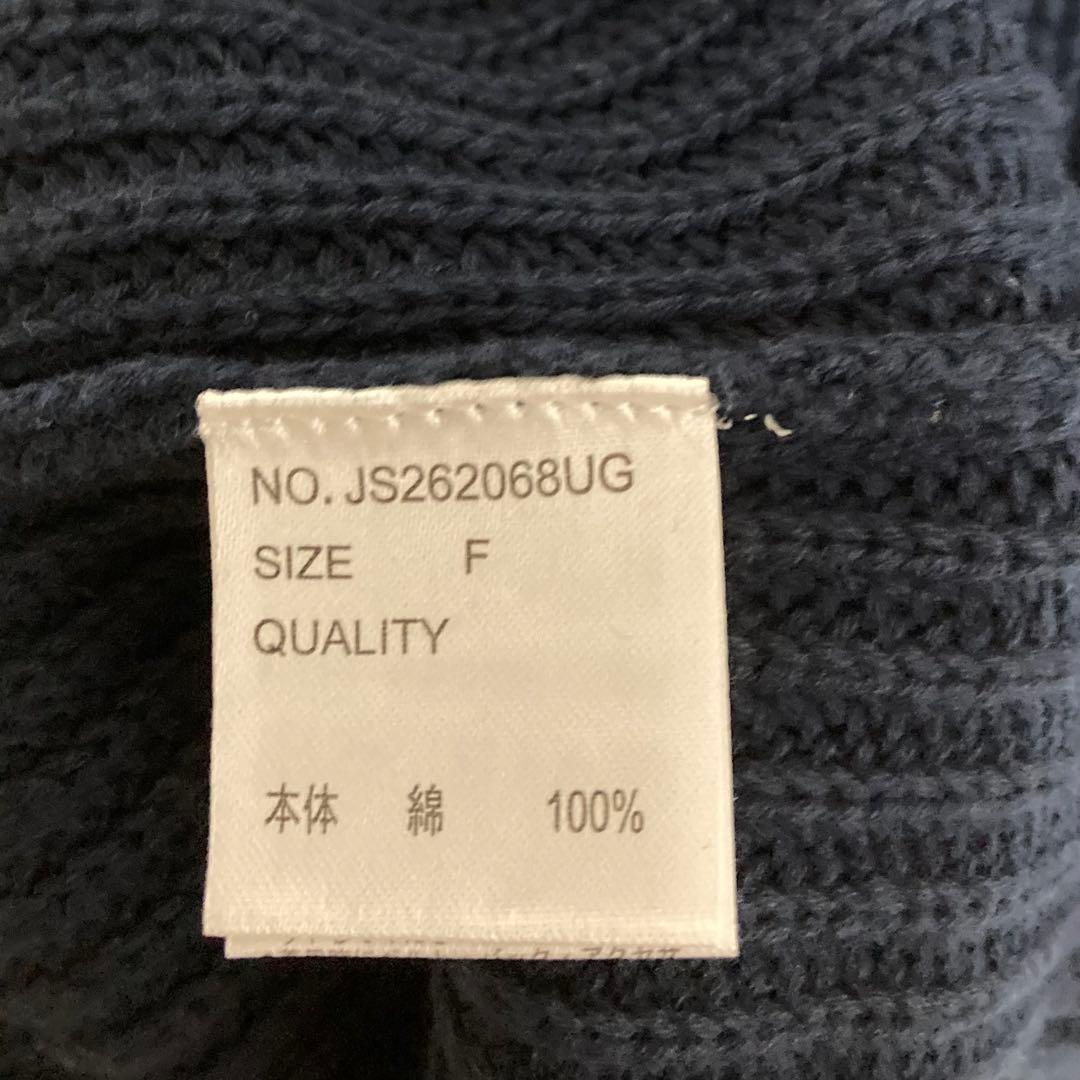 NO. JS262068UG
SIZE F
QUALITY
本体 綿 100%